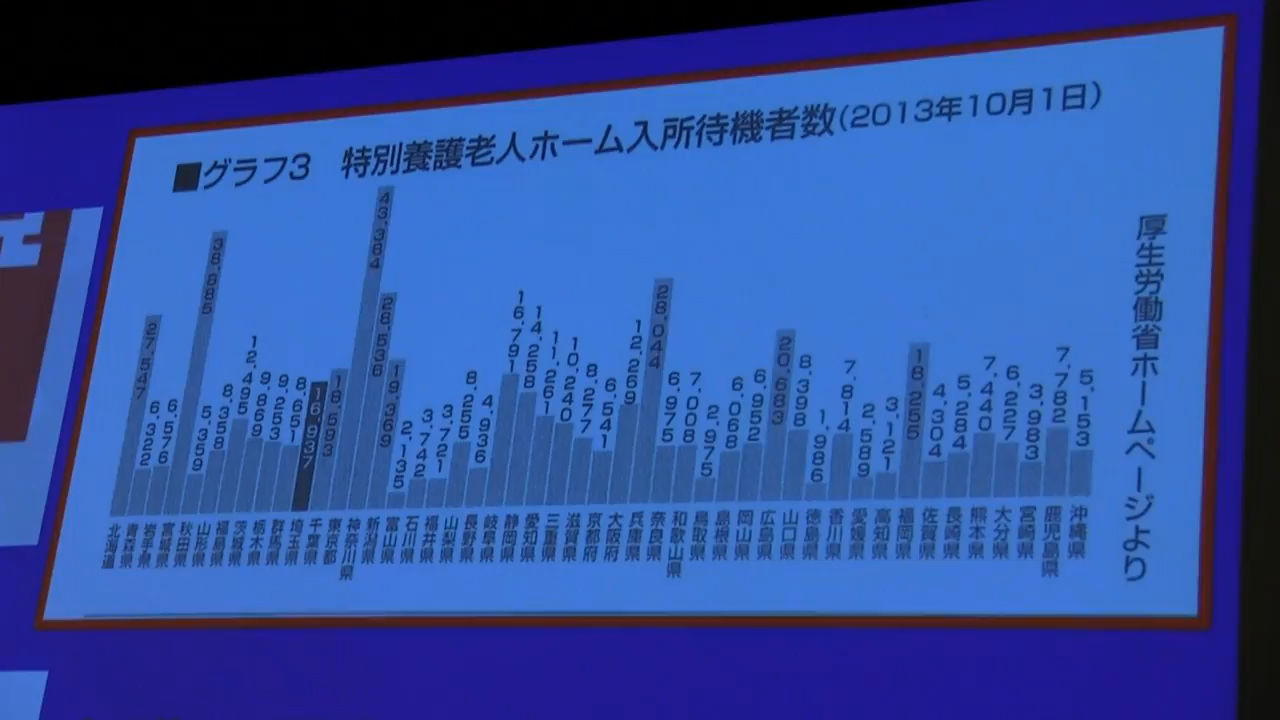 ■グラフ3 特別養護老人ホーム入所待機者数(2013年10月1日)
27,547
6,322
6,576
38,885
5,359
8,358
12,495
9,869
9,253
8,651
16,937
18,593
43,384
28,536
19,369
2,135
3,742
3,721
8,255
4,936
16,791
14,258
11,261
10,240
8,277
6,541
12,269
28,044
6,975
7,008
2,975
6,068
6,952
20,683
8,398
1,986
7,814
2,589
3,121
18,255
4,304
5,284
7,440
6,227
3,983
7,782
5,153
北海道
青森県
岩手県
宮城県
秋田県
山形県
福島県
茨城県
栃木県
群馬県
埼玉県
千葉県
東京都
神奈川県
新潟県
富山県
石川県
福井県
山梨県
長野県
岐阜県
静岡県
愛知県
三重県
滋賀県
京都府
大阪府
兵庫県
奈良県
和歌山県
鳥取県
島根県
岡山県
広島県
山口県
徳島県
香川県
愛媛県
高知県
福岡県
佐賀県
長崎県
熊本県
大分県
宮崎県
鹿児島県
沖縄県
厚生労働省ホームページより